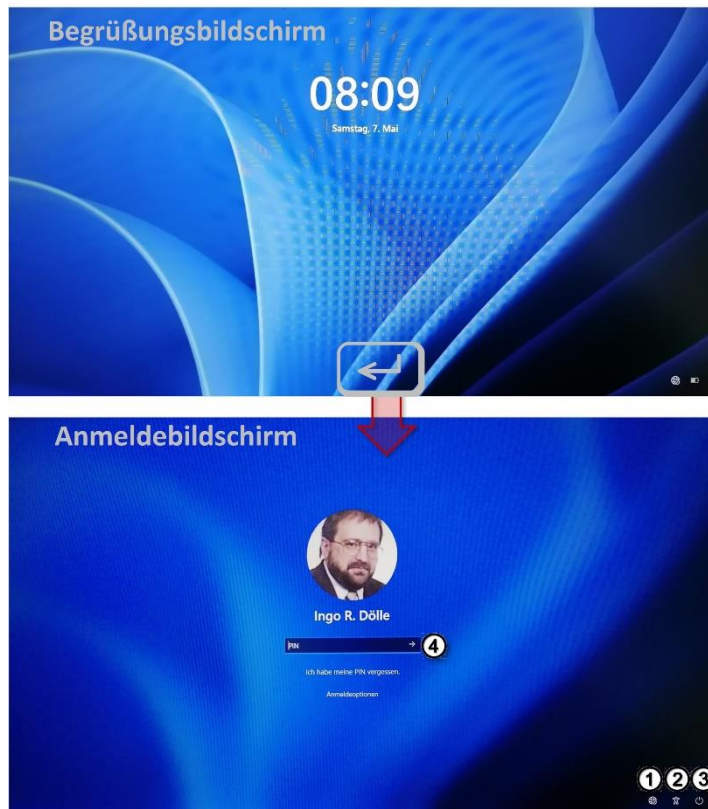 Begrüßungsbildschirm
08:09
Samstag, 7. Mai
Anmeldebildschirm
Ingo R. Dölle
PIN
4
Ich habe meine PIN vergessen.
Anmeldeoptionen
1 2 3